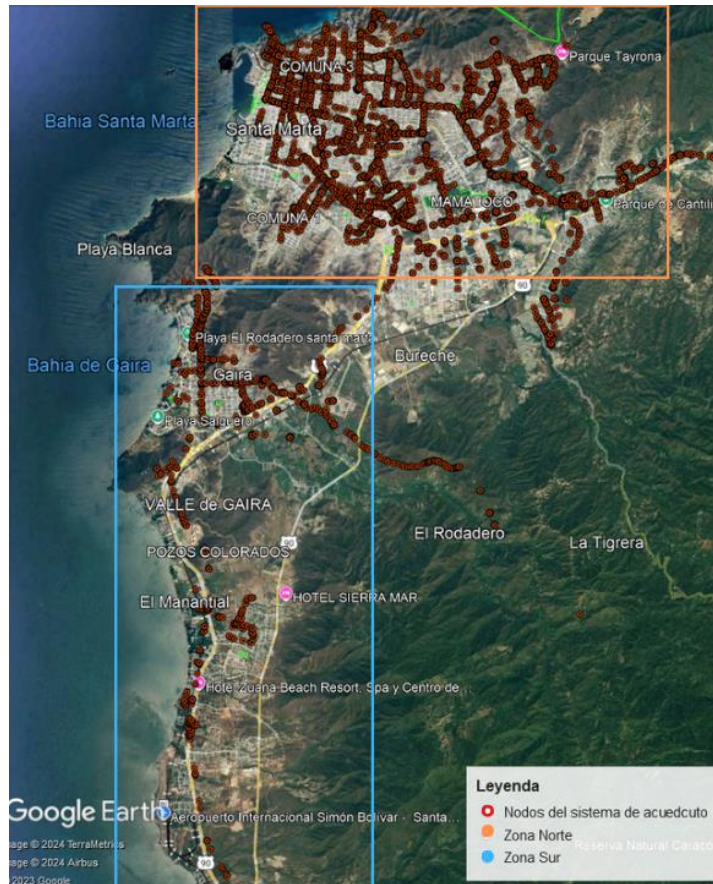 Parque Tayrona
COMUNA 3
Bahia Santa Marta
Santa Marta
MAMATOCO
Parque de Cantili
COMUNA 1
Playa Blanca
90
Playa El Rodadero santa marta
Bahia de Gaira
Bureche
Gaira
Playa Salguero
VALLE de GAIRA
El Rodadero
90
La Tigrera
POZOS COLORADOS
HOTEL SIERRA MAR
El Manantial
Hotel Zuana Beach Resort, Spa y Centro de ...
Leyenda
Nodos del sistema de acuedcuto
Zona Norte
Zona Sur
Reserva Natural Caraco
Google Earth
Aeropuerto Internacional Simón Bolívar - Santa...
age © 2024 TerraMetrics
age © 2024 Airbus
2023 Google
90